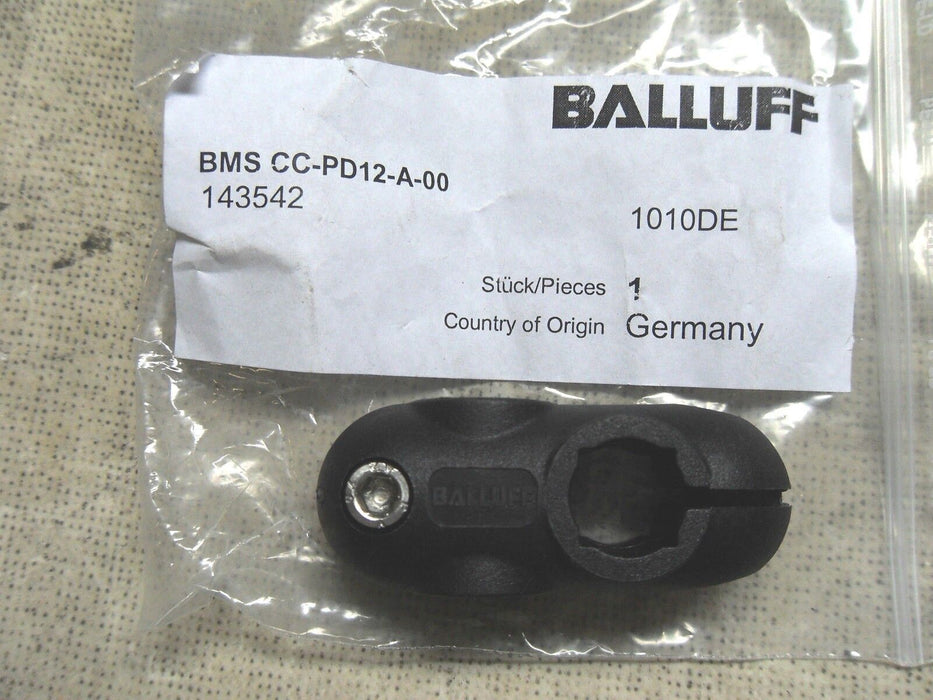 BALLUFF
BMS CC-PD12-A-00
143542
1010DE
Stück/Pieces 1
Country of Origin Germany
BALLUFF